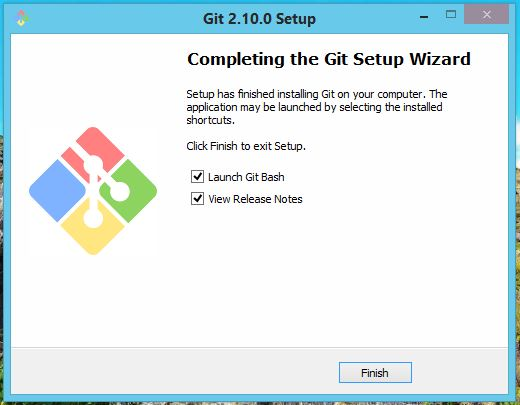 Git 2.10.0 Setup
Completing the Git Setup Wizard
Setup has finished installing Git on your computer. The
application may be launched by selecting the installed
shortcuts.
Click Finish to exit Setup.
Launch Git Bash
View Release Notes
Finish